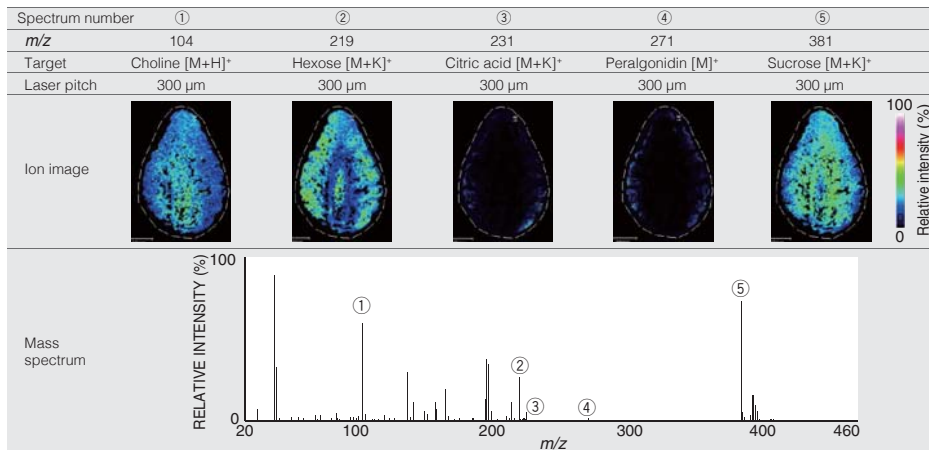 Spectrum number ① ② ③ ④ ⑤
m/z 104 219 231 271 381
Target Choline [M+H]⁺ Hexose [M+K]⁺ Citric acid [M+K]⁺ Peralgonidin [M]⁺ Sucrose [M+K]⁺
Laser pitch 300 μm 300 μm 300 μm 300 μm 300 μm
Ion image
100
0
Relative intensity (%)
Mass
spectrum
RELATIVE INTENSITY (%)
100
0
① ② ③ ④ ⑤
20 100 200 300 400 460
m/z